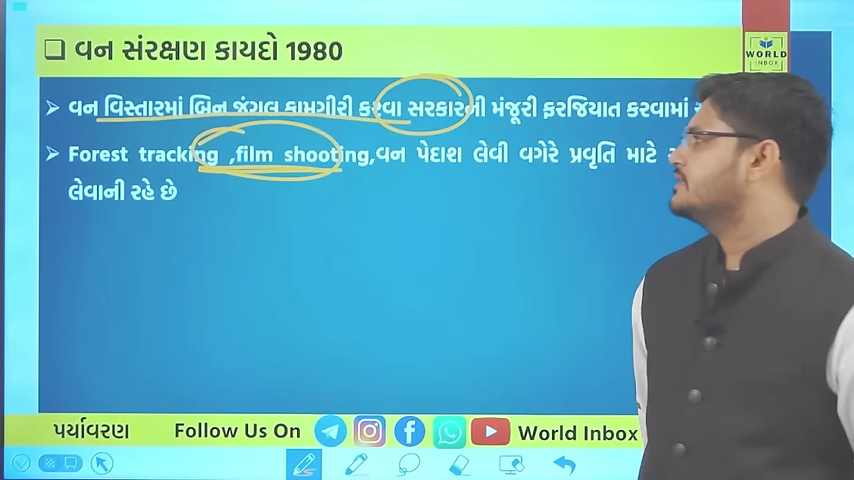 વન સંરક્ષણ કાયદો 1980
WORLD
INBOX
વન વિસ્તારમાં બિન જંગલ કામગીરી કરવા સરકારની મંજૂરી ફરજિયાત કરવામાં
Forest tracking ,film shooting,વન પેદાશ લેવી વગેરે પ્રવૃતિ માટે
લેવાની રહે છે
પર્યાવરણ Follow Us On World Inbox